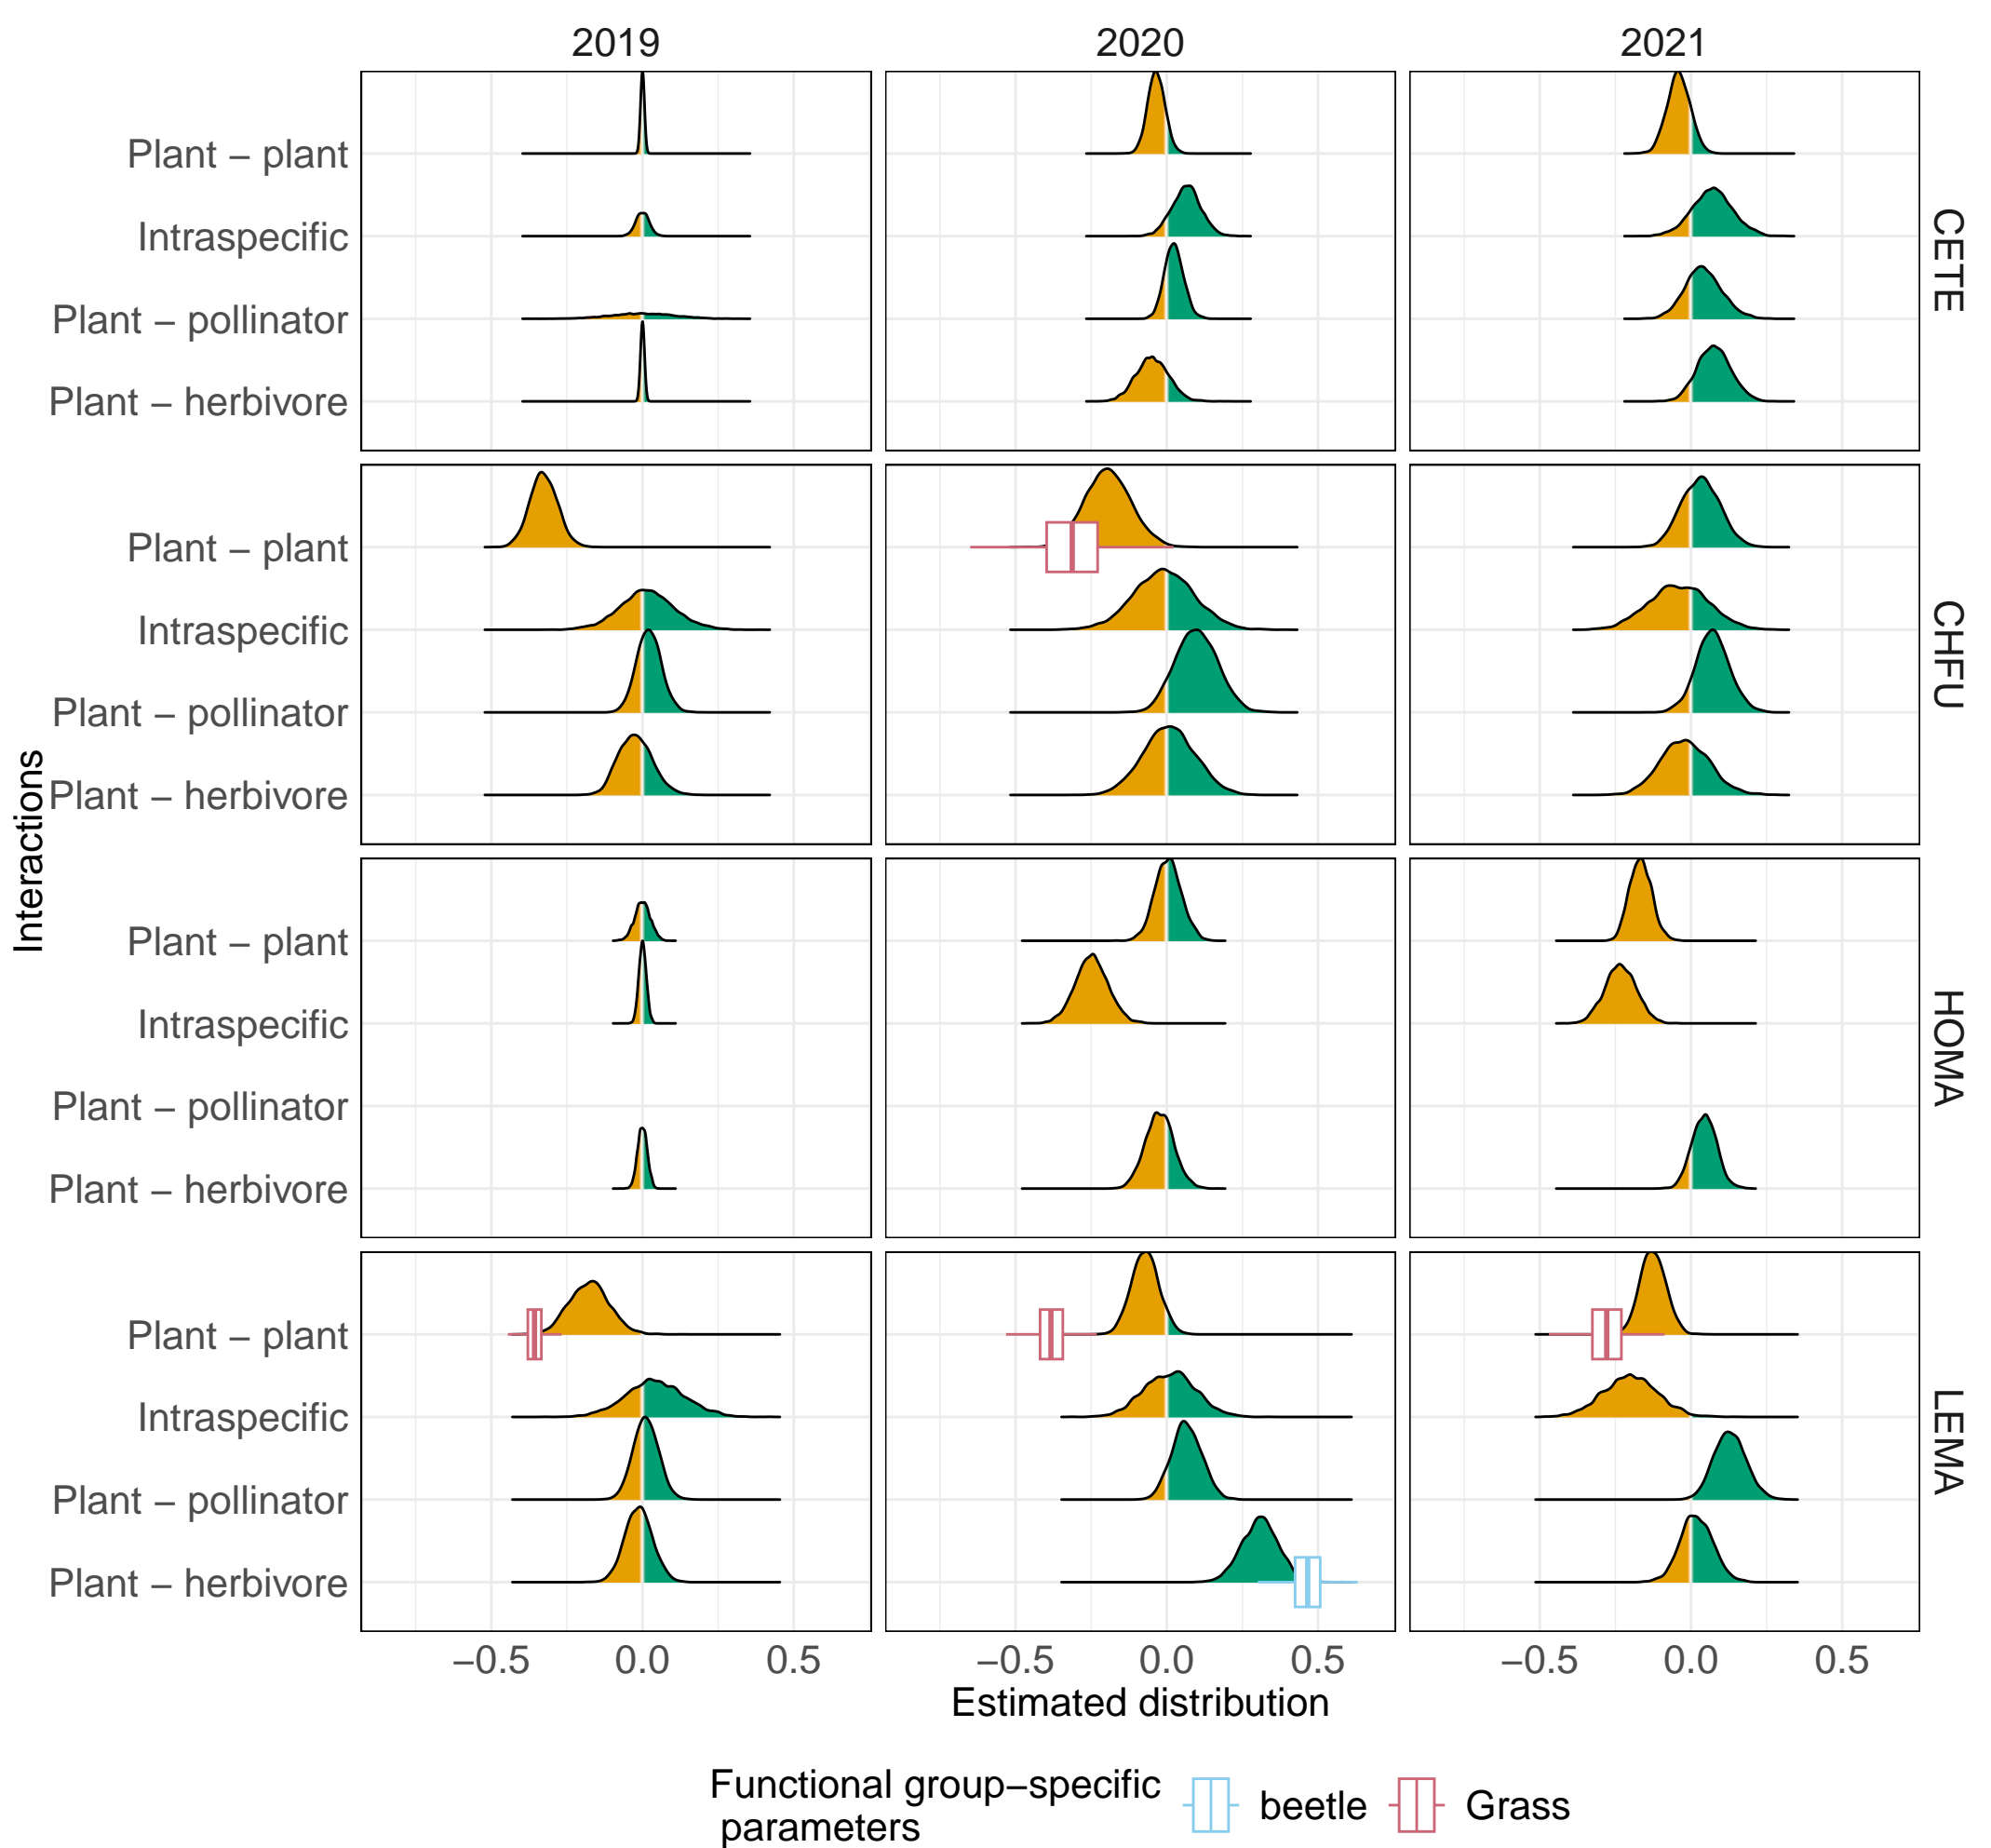 2019 2020 2021
Plant – plant
Intraspecific
Plant – pollinator
Plant – herbivore
CETE
Plant – plant
Intraspecific
Plant – pollinator
Plant – herbivore
CHFU
Interactions
Plant – plant
Intraspecific
Plant – pollinator
Plant – herbivore
HOMA
Plant – plant
Intraspecific
Plant – pollinator
Plant – herbivore
LEMA
−0.5 0.0 0.5 −0.5 0.0 0.5 −0.5 0.0 0.5
Estimated distribution
Functional group−specific
parameters
beetle Grass